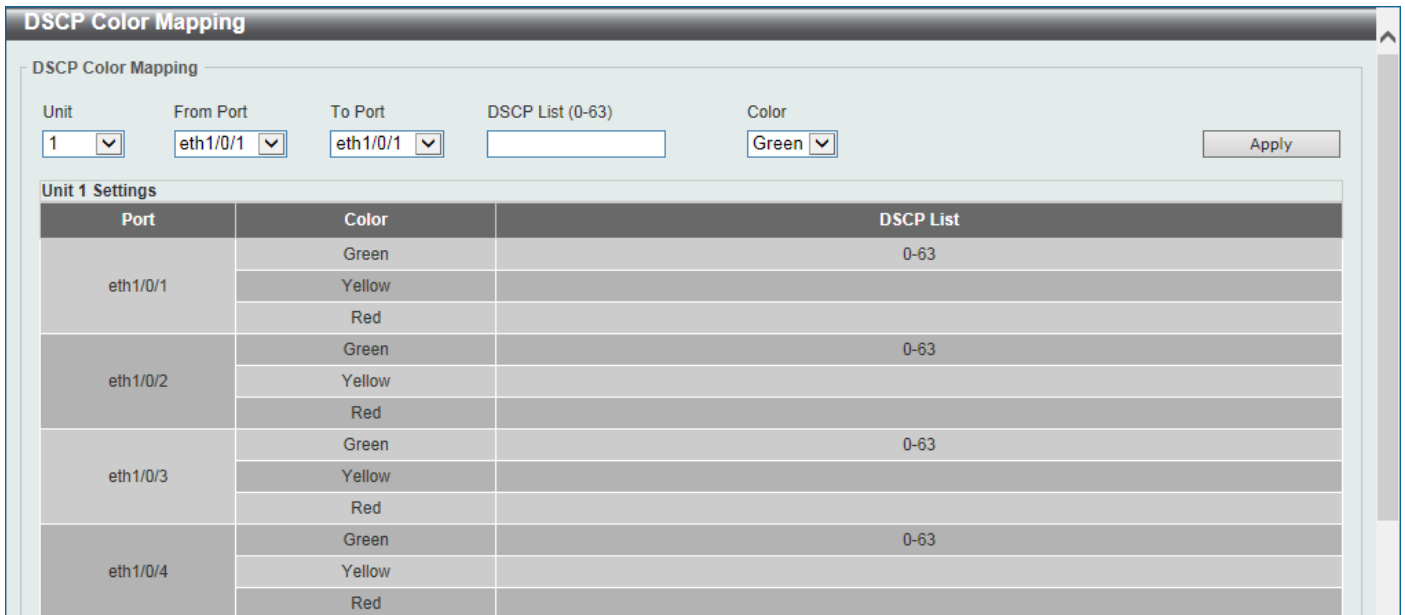 DSCP Color Mapping
DSCP Color Mapping
Unit From Port To Port DSCP List (0-63) Color
1 eth1/0/1 eth1/0/1 Green Apply
Unit 1 Settings
Port Color DSCP List
Green 0-63
eth1/0/1 Yellow
Red
Green 0-63
eth1/0/2 Yellow
Red
Green 0-63
eth1/0/3 Yellow
Red
Green 0-63
eth1/0/4 Yellow
Red